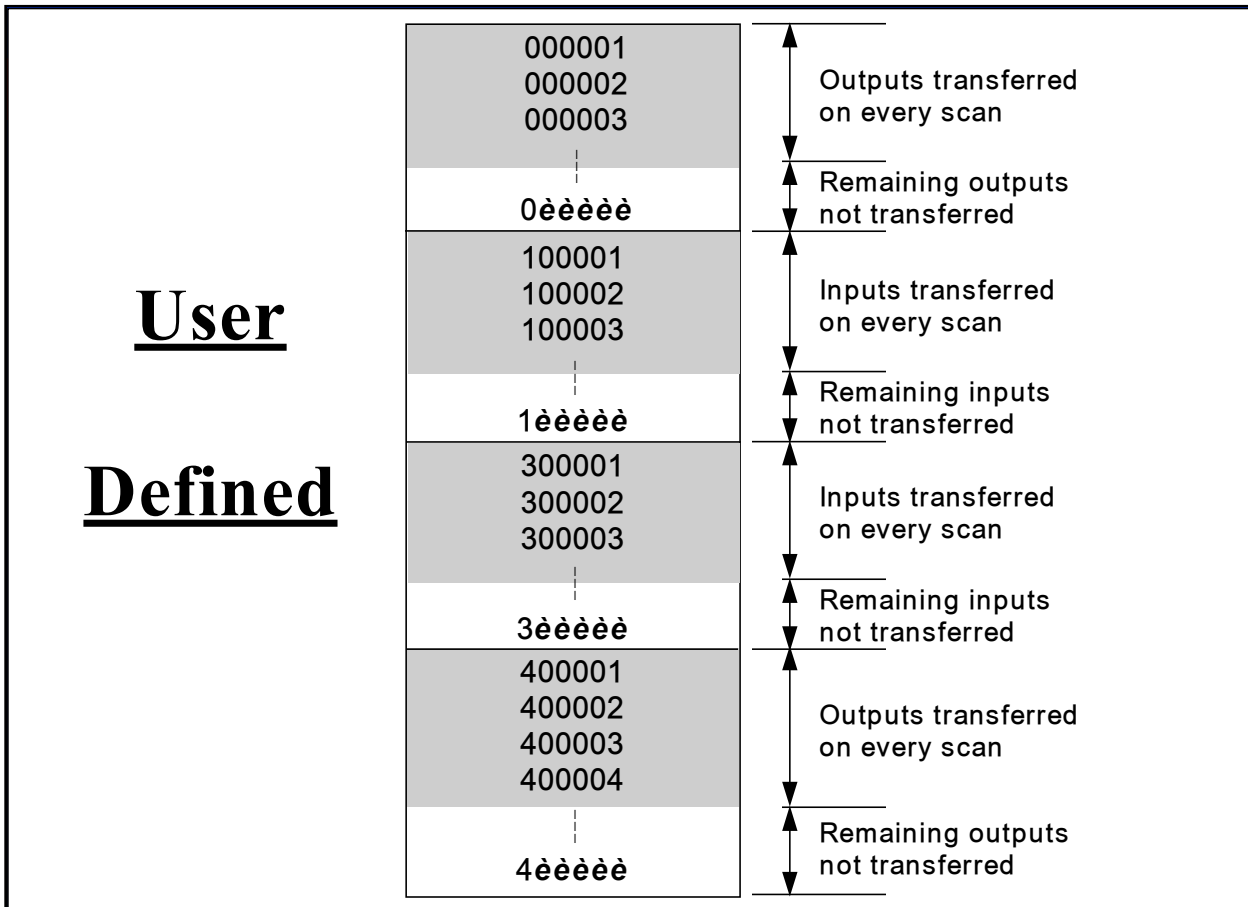 000001
000002
000003
0èèèèè
Outputs transferred
on every scan
Remaining outputs
not transferred
User
Defined
100001
100002
100003
1èèèèè
Inputs transferred
on every scan
Remaining inputs
not transferred
300001
300002
300003
3èèèèè
Inputs transferred
on every scan
Remaining inputs
not transferred
400001
400002
400003
400004
4èèèèè
Outputs transferred
on every scan
Remaining outputs
not transferred